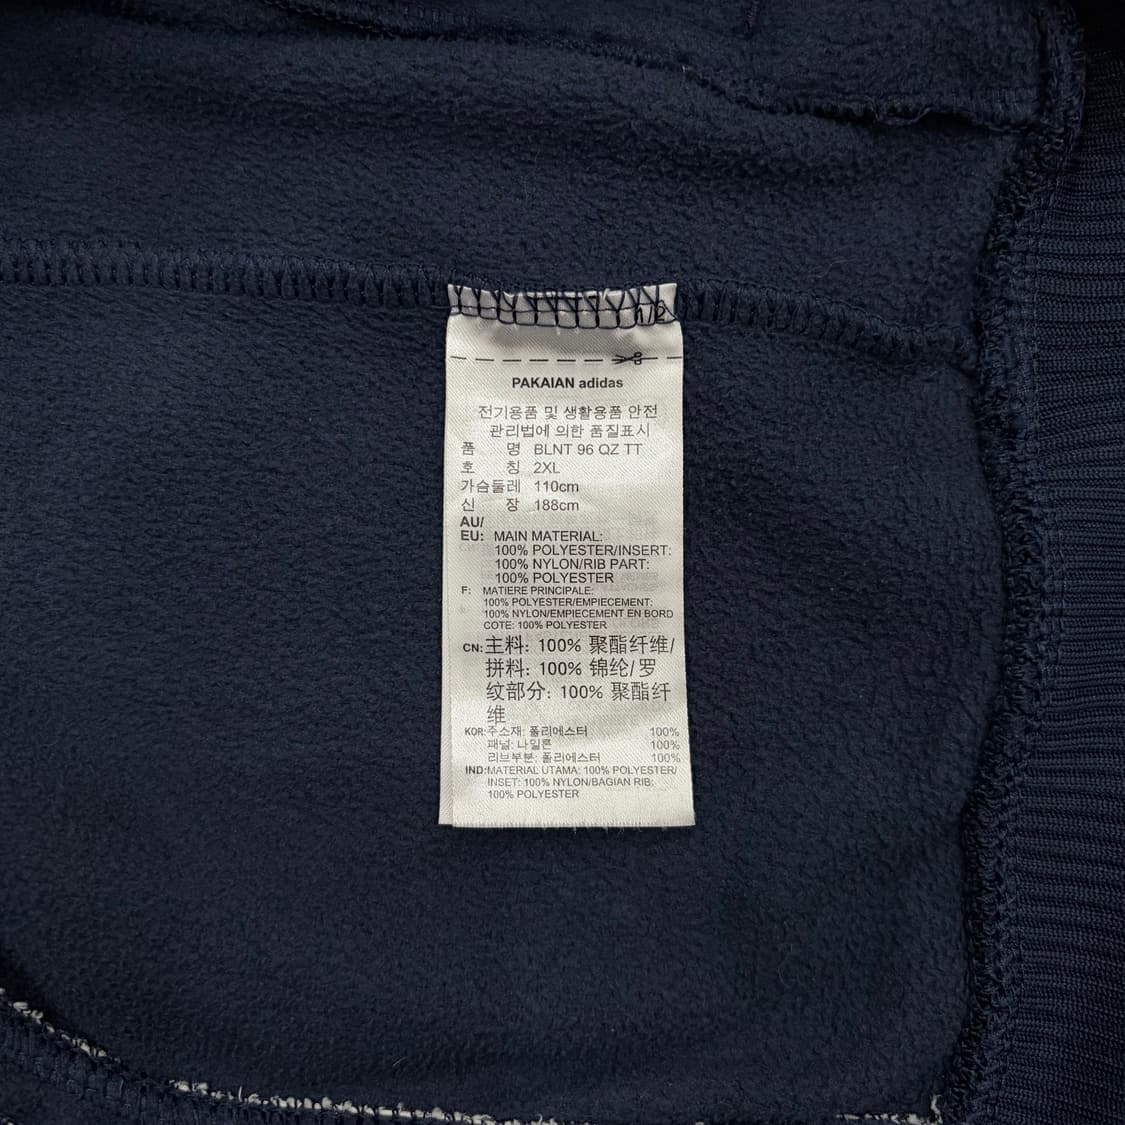 1/2
PAKAIAN adidas
전기용품 및 생활용품 안전
관리법에 의한 품질표시
품 명 BLNT 96 QZ TT
호 칭 2XL
가슴둘레 110cm
신 장 188cm
AU/
EU: MAIN MATERIAL:
100% POLYESTER/INSERT:
100% NYLON/RIB PART:
100% POLYESTER
F: MATIERE PRINCIPALE:
100% POLYESTER/EMPIECEMENT:
100% NYLON/EMPIECEMENT EN BORD
COTE: 100% POLYESTER
CN: 主料: 100% 聚酯纤维/
拼料: 100% 锦纶/罗
纹部分: 100% 聚酯纤
维
KOR: 주소재: 폴리에스터 100%
패널: 나일론 100%
리브부분: 폴리에스터 100%
IND: MATERIAL UTAMA: 100% POLYESTER/
INSET: 100% NYLON/BAGIAN RIB:
100% POLYESTER